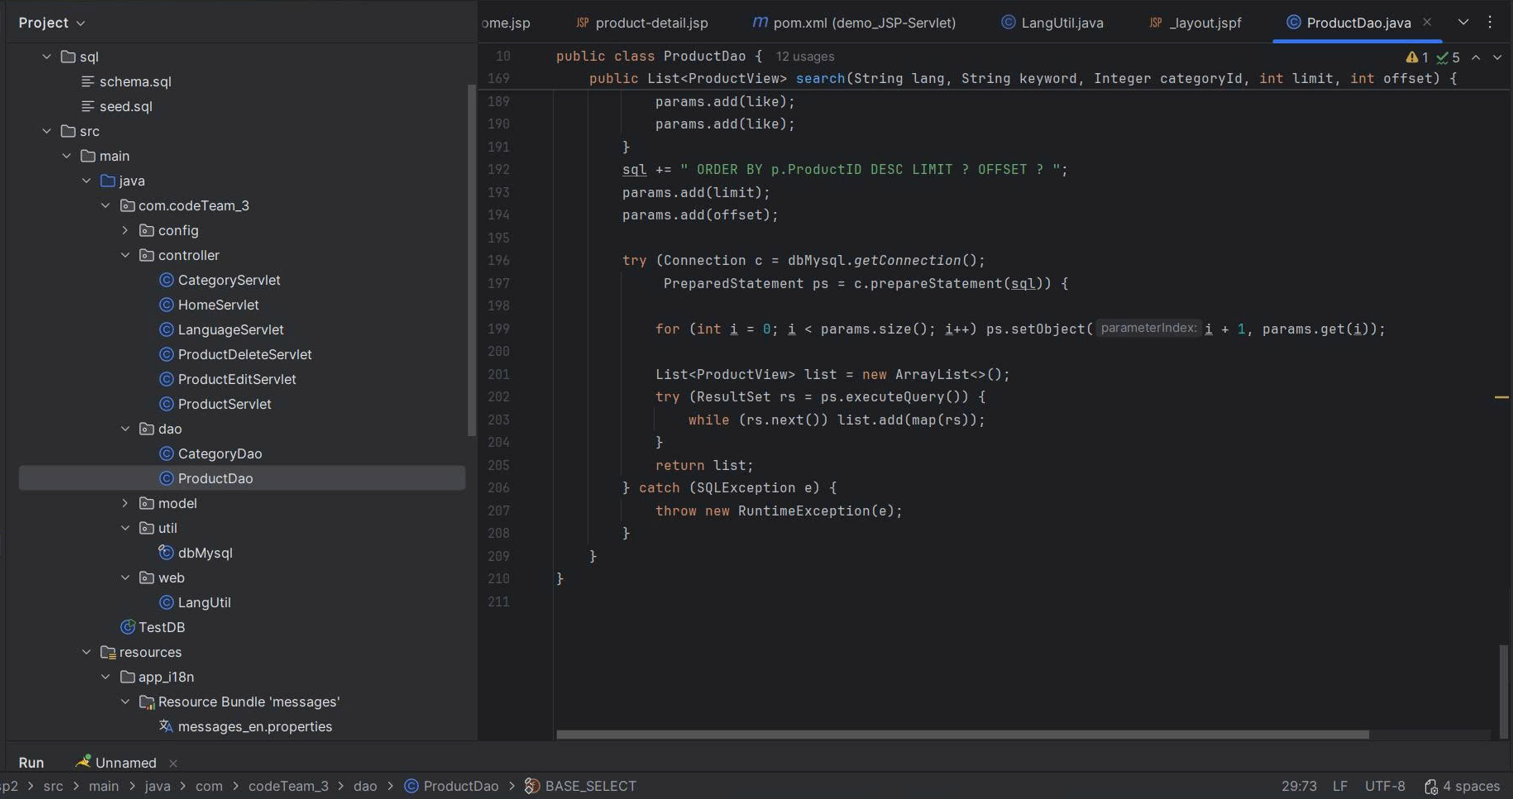 Project
ome.jsp
JSP product-detail.jsp
m pom.xml (demo_JSP-Servlet)
C LangUtil.java
JSP _layout.jspf
C ProductDao.java
sql
schema.sql
seed.sql
src
main
java
com.codeTeam_3
config
controller
C CategoryServlet
C HomeServlet
C LanguageServlet
C ProductDeleteServlet
C ProductEditServlet
C ProductServlet
dao
C CategoryDao
C ProductDao
model
util
C dbMysql
web
C LangUtil
C TestDB
resources
app_i18n
Resource Bundle 'messages'
messages_en.properties
1 5
10 public class ProductDao { 12 usages
169 public List<ProductView> search(String lang, String keyword, Integer categoryId, int limit, int offset) {
189 params.add(like);
190 params.add(like);
191 }
192 sql += " ORDER BY p.ProductID DESC LIMIT ? OFFSET ? ";
193 params.add(limit);
194 params.add(offset);
195
196 try (Connection c = dbMysql.getConnection();
197 PreparedStatement ps = c.prepareStatement(sql)) {
198
199 for (int i = 0; i < params.size(); i++) ps.setObject( parameterIndex: i + 1, params.get(i));
200
201 List<ProductView> list = new ArrayList<>();
202 try (ResultSet rs = ps.executeQuery()) {
203 while (rs.next()) list.add(map(rs));
204 }
205 return list;
206 } catch (SQLException e) {
207 throw new RuntimeException(e);
208 }
209 }
210 }
211
Run Unnamed
sp2 > src > main > java > com > codeTeam_3 > dao > C ProductDao > f BASE_SELECT
29:73 LF UTF-8 4 spaces